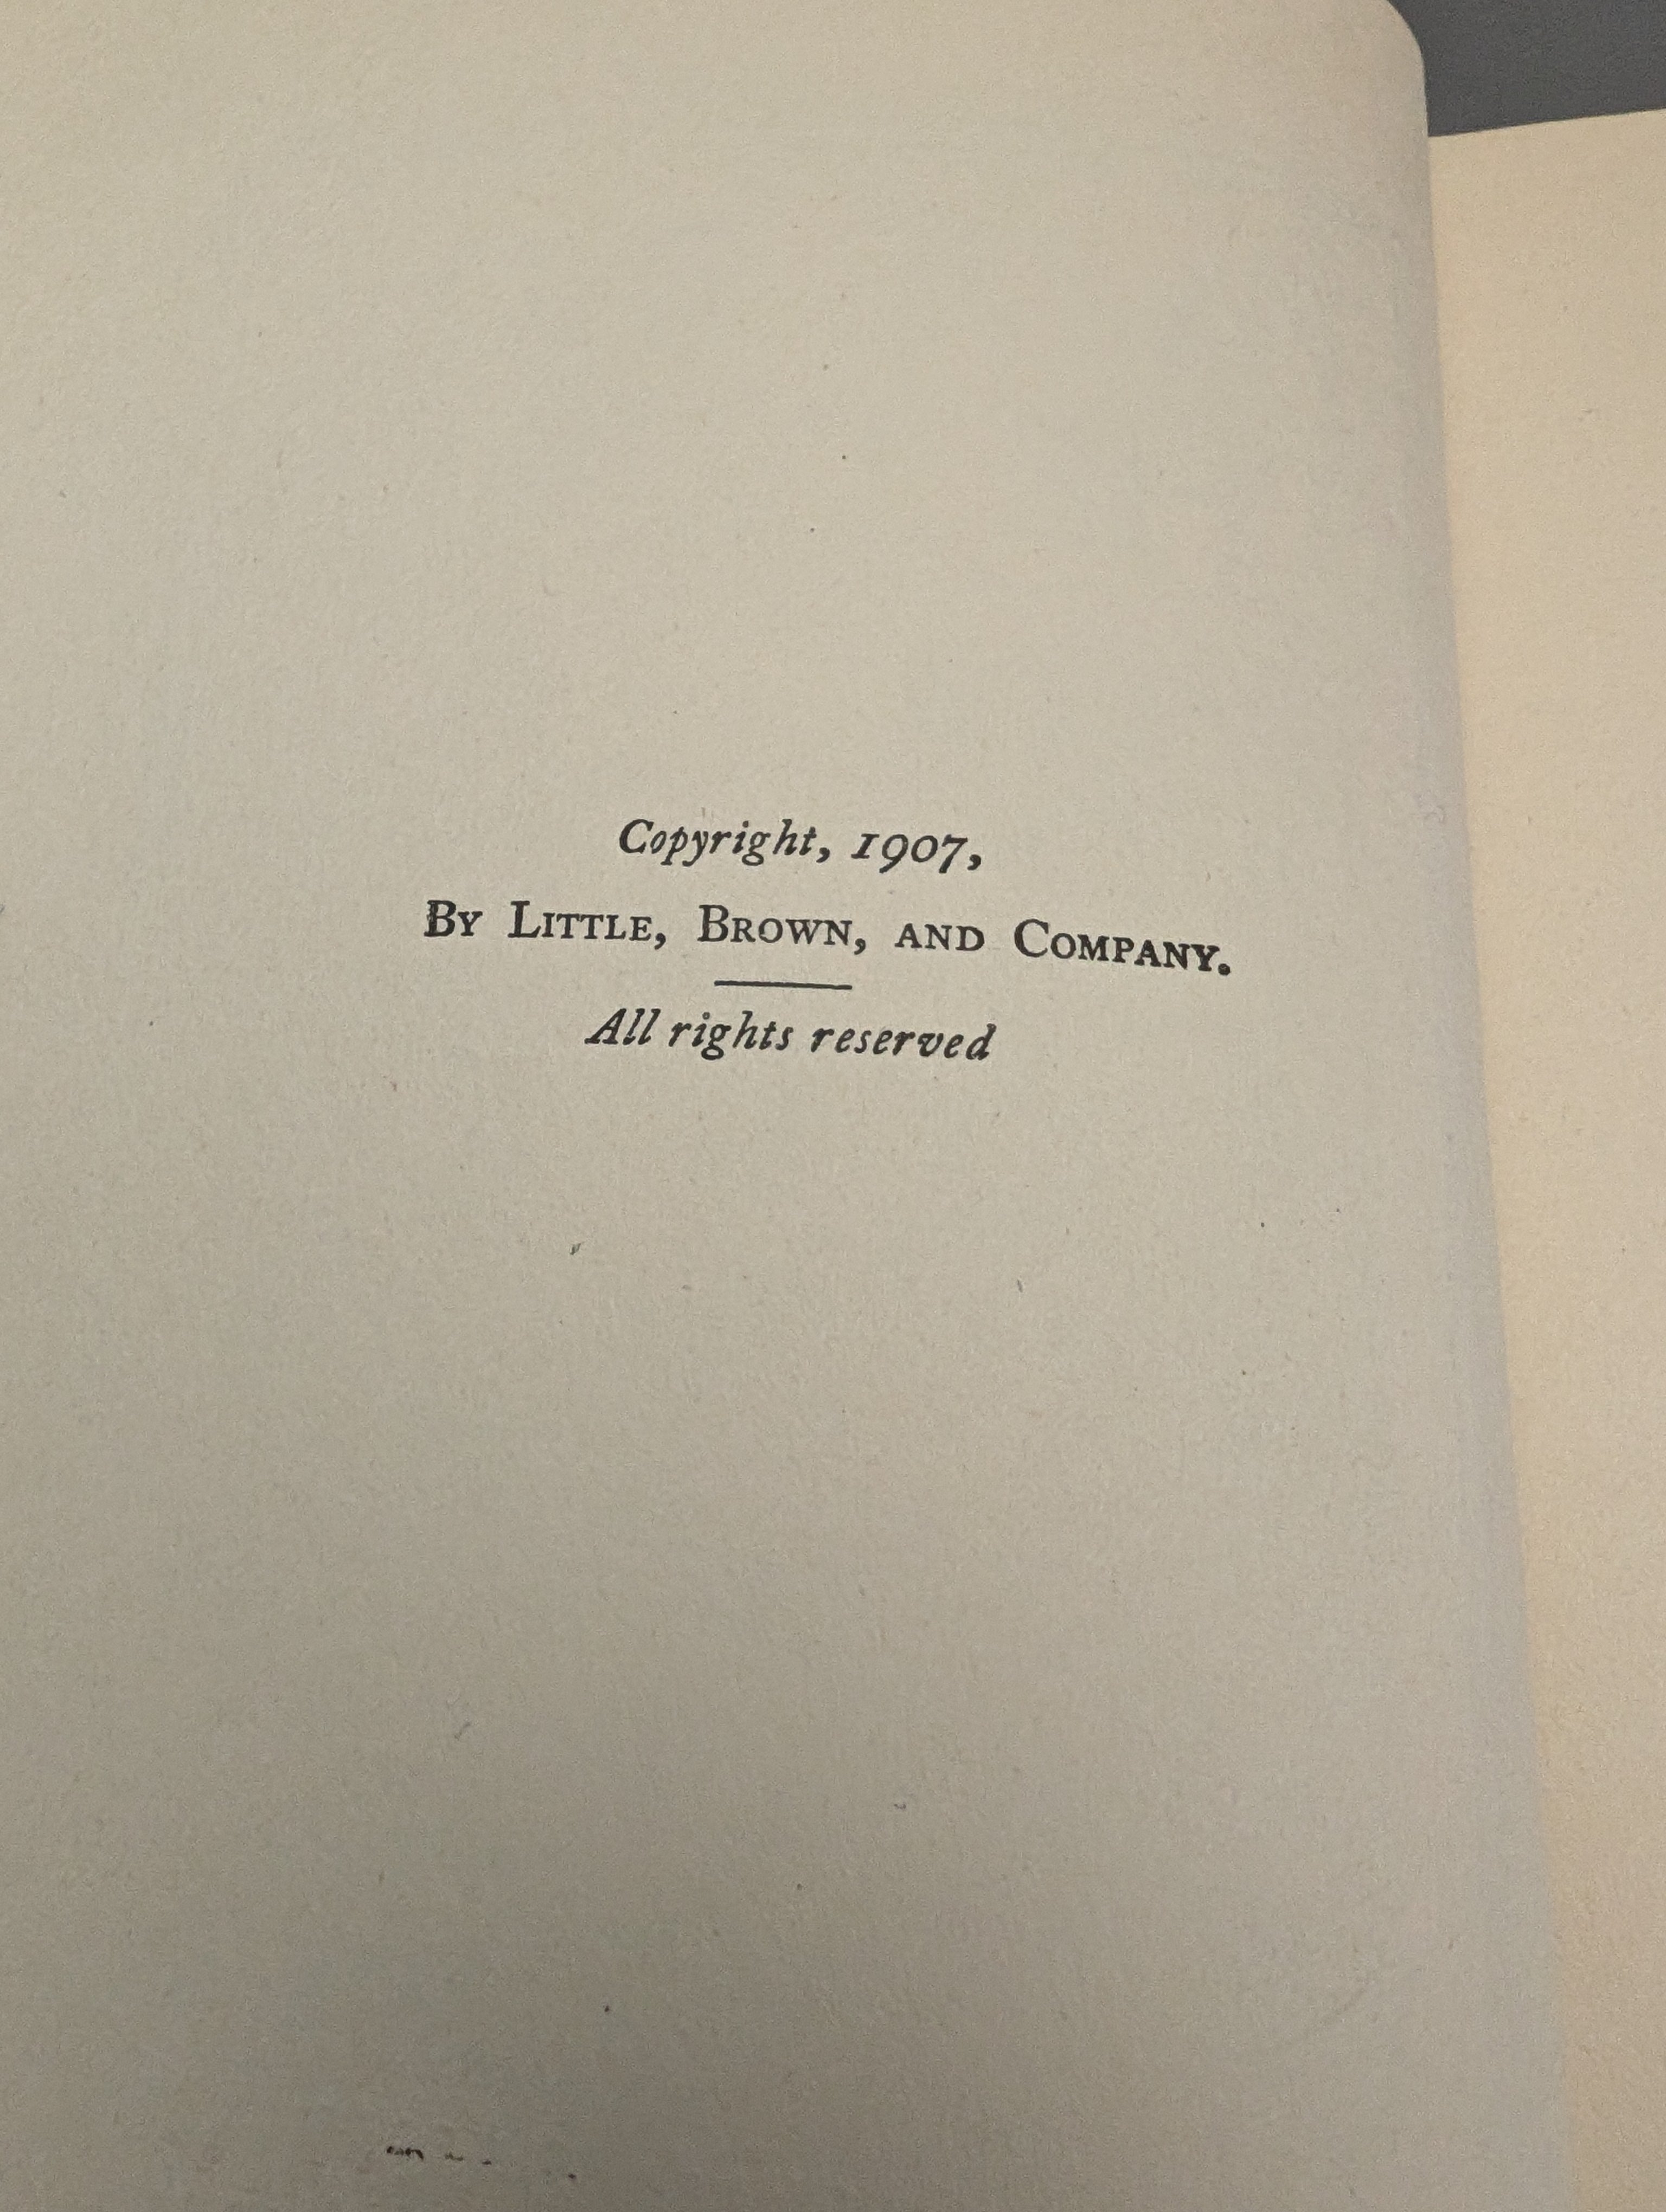 Copyright, 1907,
By Little, Brown, and Company.
All rights reserved